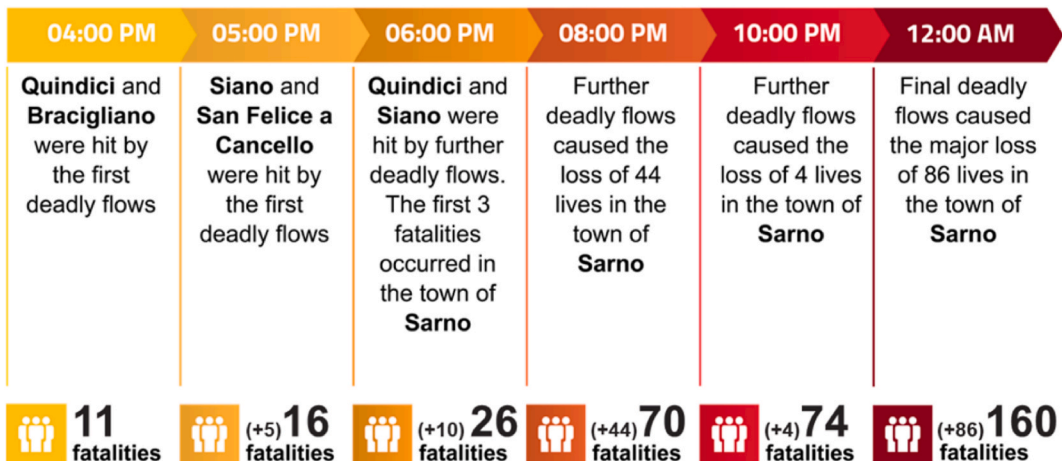 04:00 PM
05:00 PM
06:00 PM
08:00 PM
10:00 PM
12:00 AM
Quindici and
Bracigliano
were hit by
the first
deadly flows
Siano and
San Felice a
Cancello
were hit by
the first
deadly flows
Quindici and
Siano were
hit by further
deadly flows.
The first 3
fatalities
occurred in
the town of
Sarno
Further
deadly flows
caused the
loss of 44
lives in the
town of
Sarno
Further
deadly flows
caused the
loss of 4 lives
in the town of
Sarno
Final deadly
flows caused
the major loss
of 86 lives in
the town of
Sarno
11
fatalities
(+5) 16
fatalities
(+10) 26
fatalities
(+44) 70
fatalities
(+4) 74
fatalities
(+86) 160
fatalities